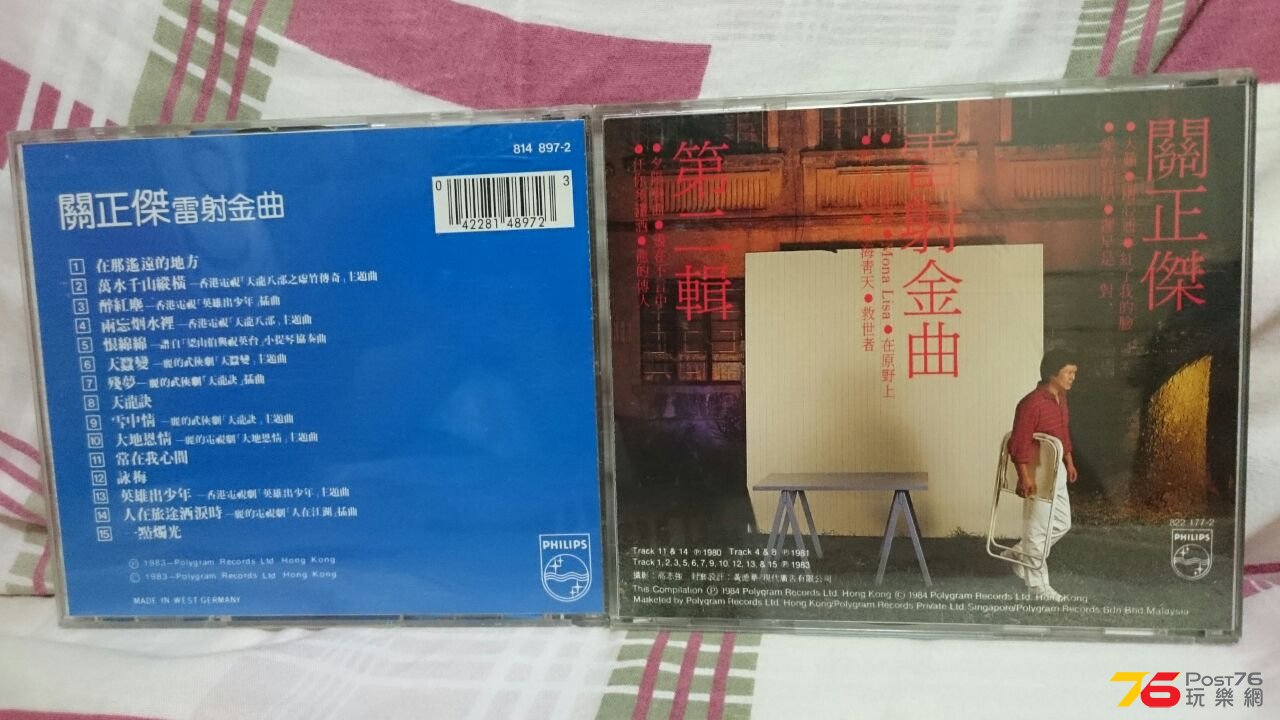 814 897-2
關正傑雷射金曲
0 42281 48972 3
1 在那遙遠的地方
2 萬水千山縱橫—香港電視「天龍八部之虛竹傳奇」主題曲
3 醉紅塵—香港電視「英雄出少年」插曲
4 兩忘烟水裡—香港電視「天龍八部」主題曲
5 恨綿綿—譜自「梁山伯與祝英台」小提琴協奏曲
6 天蠶變—麗的武俠劇「天蠶變」主題曲
7 殘夢—麗的武俠劇「天龍訣」插曲
8 天龍訣
9 雪中情—麗的武俠劇「天龍訣」主題曲
10 大地恩情—麗的電視劇「大地恩情」主題曲
11 常在我心間
12 詠梅
13 英雄出少年—香港電視劇「英雄出少年」主題曲
14 人在旅途洒淚時—麗的電視劇「人在江湖」插曲
15 一點燭光
Ⓟ 1983—Polygram Records Ltd. Hong Kong
© 1983—Polygram Records Ltd. Hong Kong
MADE IN WEST GERMANY
PHILIPS
關正傑
雷射金曲
第二輯
●紅了我的臉
Mona Lisa●在原野上
海青天●救世者
龍的傳人
822 177-2
PHILIPS
Track 11 & 14 Ⓟ 1980 Track 4 & 8 Ⓟ 1981
Track 1, 2, 3, 5, 6, 7, 9, 10, 12, 13, & 15 Ⓟ 1983
This Compilation Ⓟ 1984 Polygram Records Ltd. Hong Kong © 1984 Polygram Records Ltd. Hong Kong
Marketed by Polygram Records Ltd. Hong Kong/Polygram Records Private Ltd. Singapore/Polygram Records Sdn Bhd. Malaysia
76 Post76
玩樂網